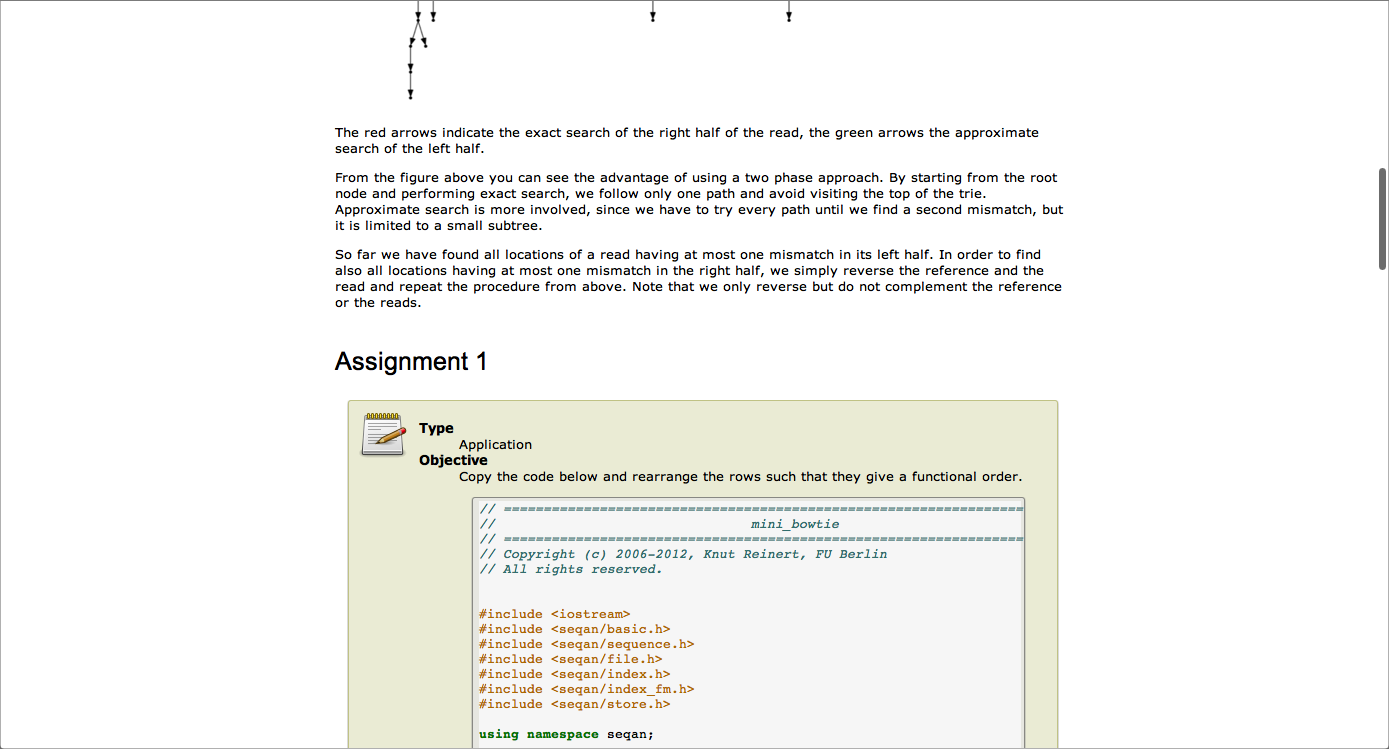 The red arrows indicate the exact search of the right half of the read, the green arrows the approximate
search of the left half.
From the figure above you can see the advantage of using a two phase approach. By starting from the root
node and performing exact search, we follow only one path and avoid visiting the top of the trie.
Approximate search is more involved, since we have to try every path until we find a second mismatch, but
it is limited to a small subtree.
So far we have found all locations of a read having at most one mismatch in its left half. In order to find
also all locations having at most one mismatch in the right half, we simply reverse the reference and the
read and repeat the procedure from above. Note that we only reverse but do not complement the reference
or the reads.
Assignment 1
Type
Application
Objective
Copy the code below and rearrange the rows such that they give a functional order.
// =================================================================
// mini_bowtie
// =================================================================
// Copyright (c) 2006-2012, Knut Reinert, FU Berlin
// All rights reserved.
#include <iostream>
#include <seqan/basic.h>
#include <seqan/sequence.h>
#include <seqan/file.h>
#include <seqan/index.h>
#include <seqan/index_fm.h>
#include <seqan/store.h>
using namespace seqan;